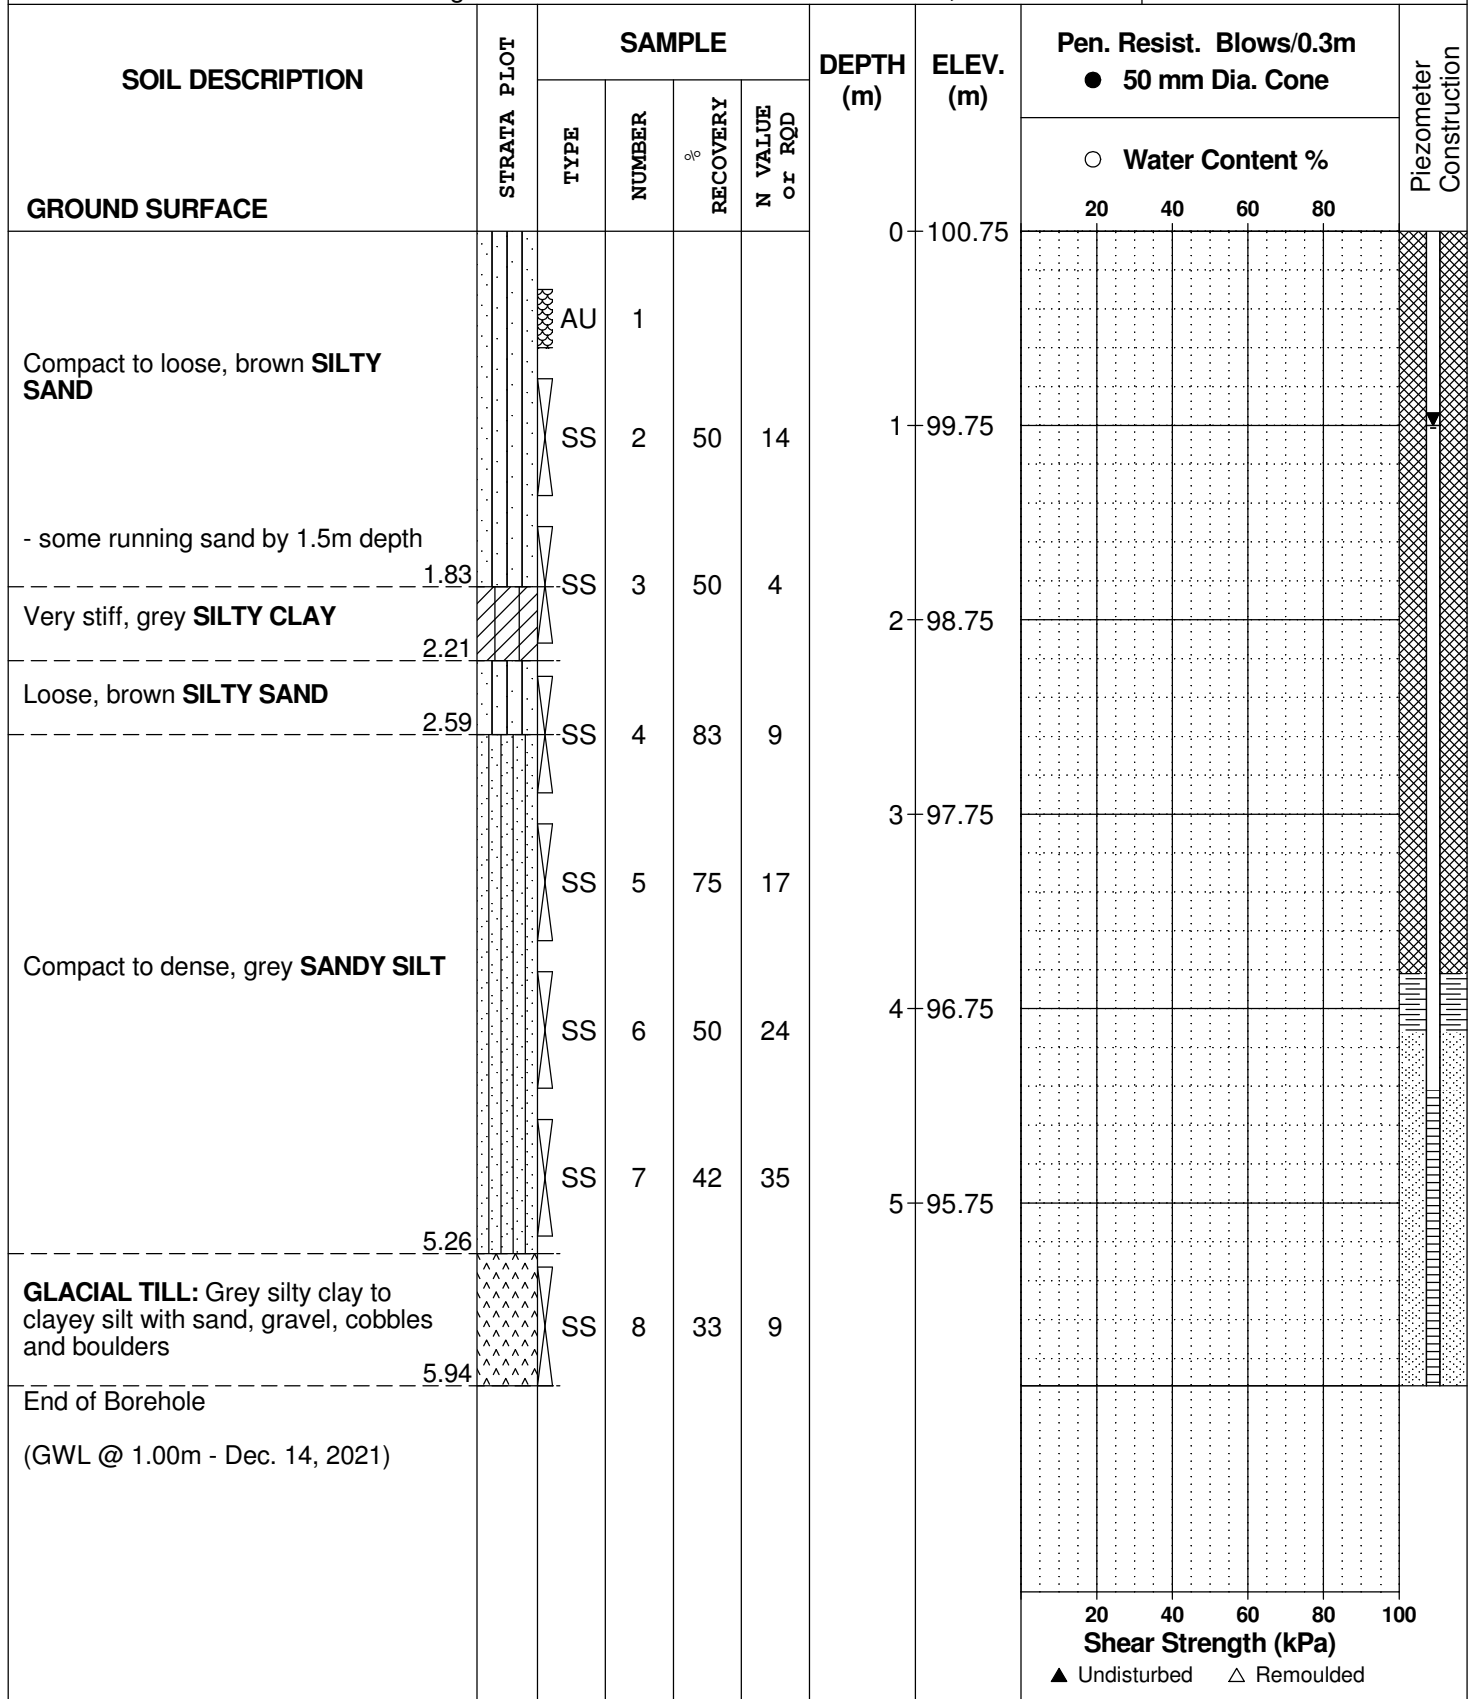 SOIL DESCRIPTION
GROUND SURFACE
STRATA PLOT
SAMPLE
TYPE
NUMBER
%
RECOVERY
N VALUE
or RQD
DEPTH
(m)
ELEV.
(m)
Pen. Resist. Blows/0.3m
● 50 mm Dia. Cone
○ Water Content %
20 40 60 80
Piezometer
Construction
0 100.75
AU 1
Compact to loose, brown SILTY
SAND
1 99.75
SS 2 50 14
- some running sand by 1.5m depth
1.83
SS 3 50 4
Very stiff, grey SILTY CLAY
2 98.75
2.21
Loose, brown SILTY SAND
2.59
SS 4 83 9
3 97.75
SS 5 75 17
Compact to dense, grey SANDY SILT
4 96.75
SS 6 50 24
SS 7 42 35
5 95.75
5.26
GLACIAL TILL: Grey silty clay to
clayey silt with sand, gravel, cobbles
and boulders
SS 8 33 9
5.94
End of Borehole
(GWL @ 1.00m - Dec. 14, 2021)
20 40 60 80 100
Shear Strength (kPa)
▲ Undisturbed △ Remoulded